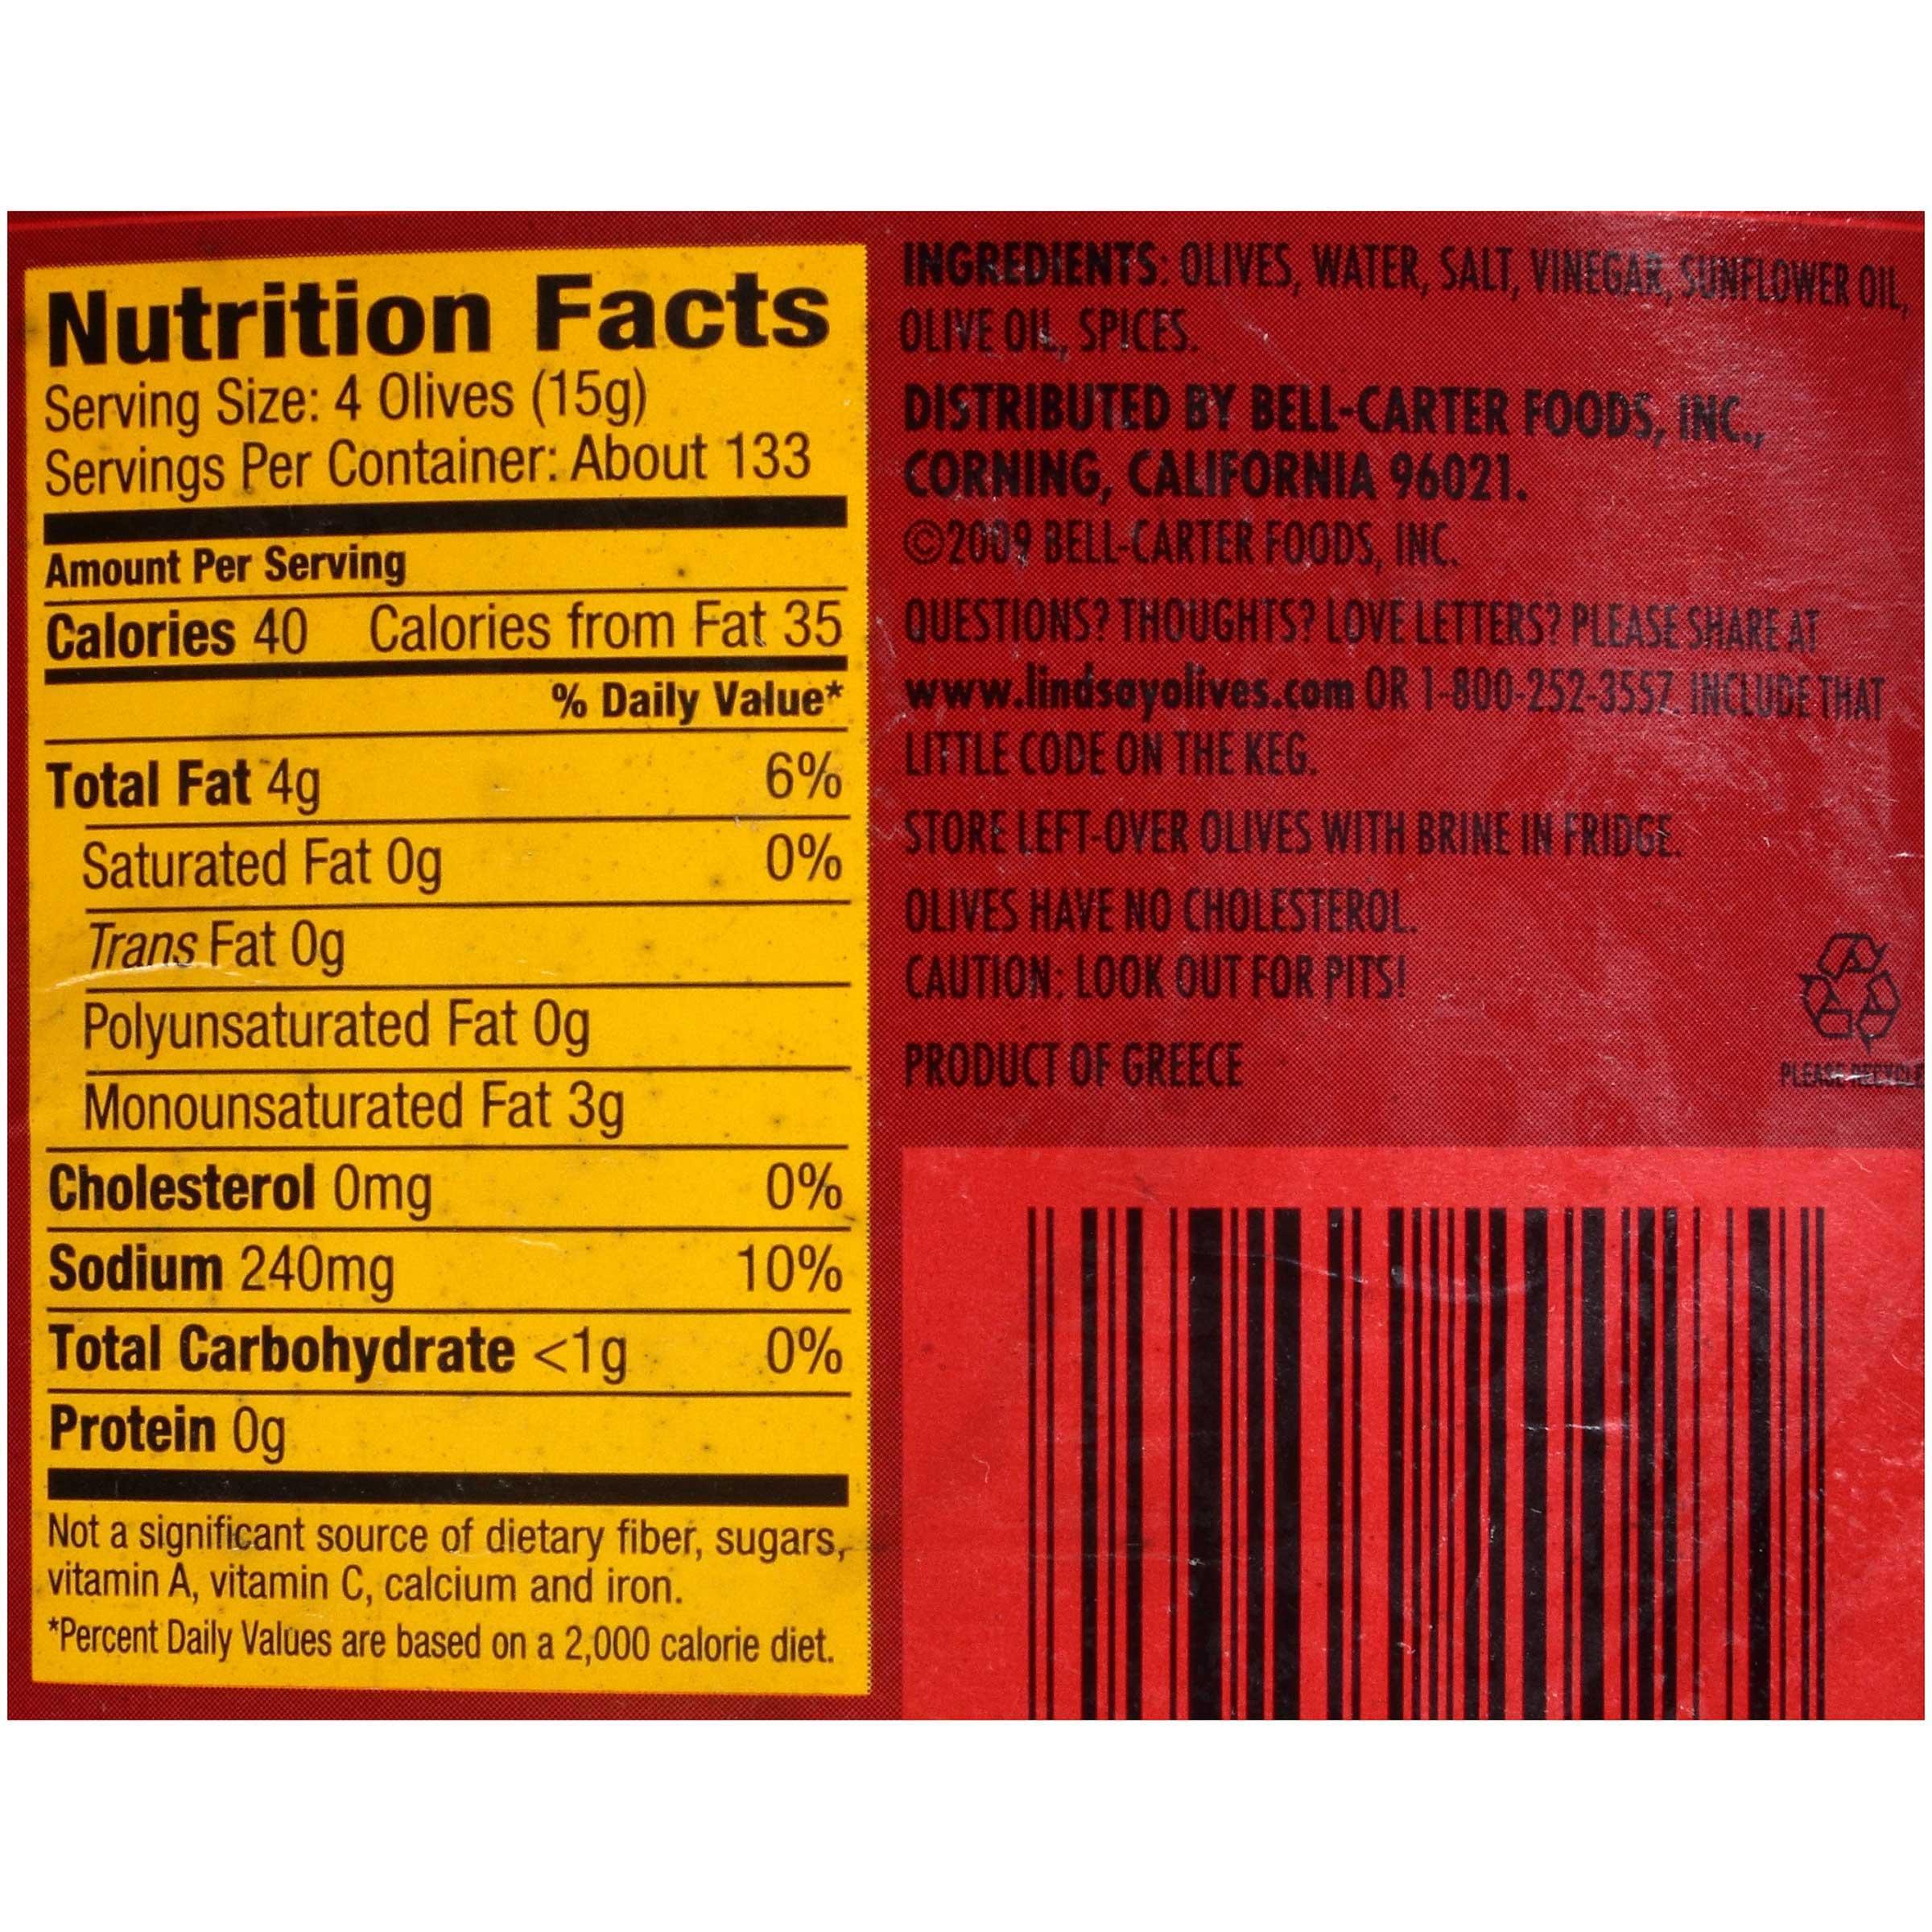 Nutrition Facts
Serving Size: 4 Olives (15g)
Servings Per Container: About 133
Amount Per Serving
Calories 40 Calories from Fat 35
% Daily Value*
Total Fat 4g 6%
Saturated Fat 0g 0%
Trans Fat 0g
Polyunsaturated Fat 0g
Monounsaturated Fat 3g
Cholesterol 0mg 0%
Sodium 240mg 10%
Total Carbohydrate <1g 0%
Protein 0g
Not a significant source of dietary fiber, sugars,
vitamin A, vitamin C, calcium and iron.
*Percent Daily Values are based on a 2,000 calorie diet.
INGREDIENTS: OLIVES, WATER, SALT, VINEGAR, SUNFLOWER OIL,
OLIVE OIL, SPICES.
DISTRIBUTED BY BELL-CARTER FOODS, INC.,
CORNING, CALIFORNIA 96021.
©2009 BELL-CARTER FOODS, INC.
QUESTIONS? THOUGHTS? LOVE LETTERS? PLEASE SHARE AT
www.lindsayolives.com OR 1-800-252-3557. INCLUDE THAT
LITTLE CODE ON THE KEG.
STORE LEFT-OVER OLIVES WITH BRINE IN FRIDGE.
OLIVES HAVE NO CHOLESTEROL.
CAUTION: LOOK OUT FOR PITS!
PRODUCT OF GREECE
PLEASE RECYCLE